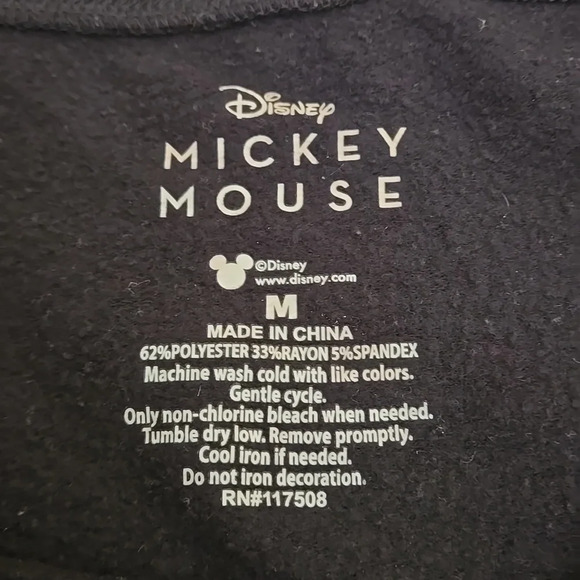 Disney
MICKEY
MOUSE
©Disney
www.disney.com
M
MADE IN CHINA
62%POLYESTER 33%RAYON 5%SPANDEX
Machine wash cold with like colors.
Gentle cycle.
Only non-chlorine bleach when needed.
Tumble dry low. Remove promptly.
Cool iron if needed.
Do not iron decoration.
RN#117508